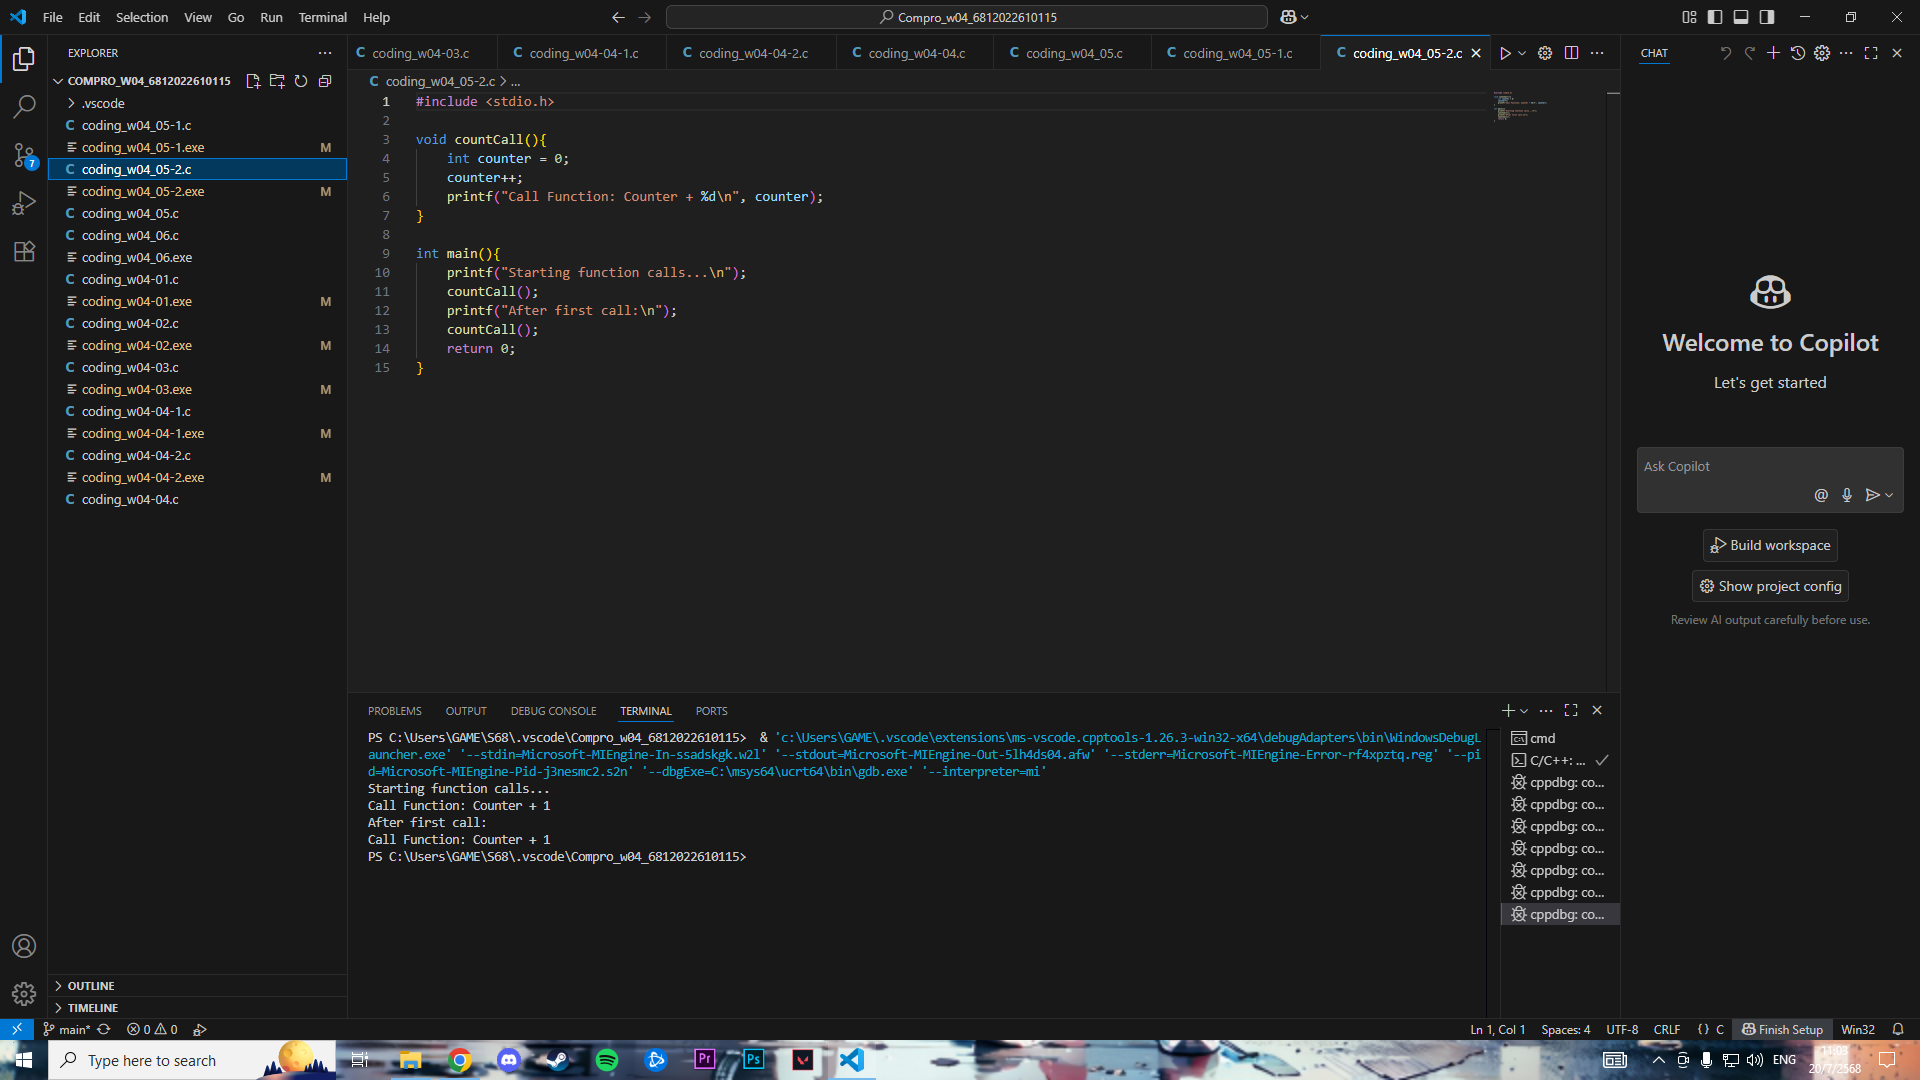 File Edit Selection View Go Run Terminal Help
Compro_w04_6812022610115
EXPLORER
COMPRO_W04_6812022610115
.vscode
C coding_w04_05-1.c
coding_w04_05-1.exe M
C coding_w04_05-2.c
coding_w04_05-2.exe M
C coding_w04_05.c
C coding_w04_06.c
coding_w04_06.exe
C coding_w04-01.c
coding_w04-01.exe M
C coding_w04-02.c
coding_w04-02.exe M
C coding_w04-03.c
coding_w04-03.exe M
C coding_w04-04-1.c
coding_w04-04-1.exe M
C coding_w04-04-2.c
coding_w04-04-2.exe M
C coding_w04-04.c
OUTLINE
TIMELINE
7
C coding_w04-03.c C coding_w04-04-1.c C coding_w04-04-2.c C coding_w04-04.c C coding_w04_05.c C coding_w04_05-1.c C coding_w04_05-2.c
C coding_w04_05-2.c > ...
1 #include <stdio.h>
2
3 void countCall(){
4 int counter = 0;
5 counter++;
6 printf("Call Function: Counter + %d\n", counter);
7 }
8
9 int main(){
10 printf("Starting function calls...\n");
11 countCall();
12 printf("After first call:\n");
13 countCall();
14 return 0;
15 }
PROBLEMS OUTPUT DEBUG CONSOLE TERMINAL PORTS
PS C:\Users\GAME\S68\.vscode\Compro_w04_6812022610115> & 'c:\Users\GAME\.vscode\extensions\ms-vscode.cpptools-1.26.3-win32-x64\debugAdapters\bin\WindowsDebugL
auncher.exe' '--stdin=Microsoft-MIEngine-In-ssadskgk.w2l' '--stdout=Microsoft-MIEngine-Out-5lh4ds04.afw' '--stderr=Microsoft-MIEngine-Error-rf4xpztq.reg' '--pi
d=Microsoft-MIEngine-Pid-j3nesmc2.s2n' '--dbgExe=C:\msys64\ucrt64\bin\gdb.exe' '--interpreter=mi'
Starting function calls...
Call Function: Counter + 1
After first call:
Call Function: Counter + 1
PS C:\Users\GAME\S68\.vscode\Compro_w04_6812022610115>
cmd
C/C++: ...
cppdbg: co...
cppdbg: co...
cppdbg: co...
cppdbg: co...
cppdbg: co...
cppdbg: co...
cppdbg: co...
CHAT
Welcome to Copilot
Let's get started
Ask Copilot
Build workspace
Show project config
Review AI output carefully before use.
main* 0 0
Ln 1, Col 1 Spaces: 4 UTF-8 CRLF {} C Finish Setup Win32
Type here to search
Pr
Ps
ENG
11:03
20/7/2568